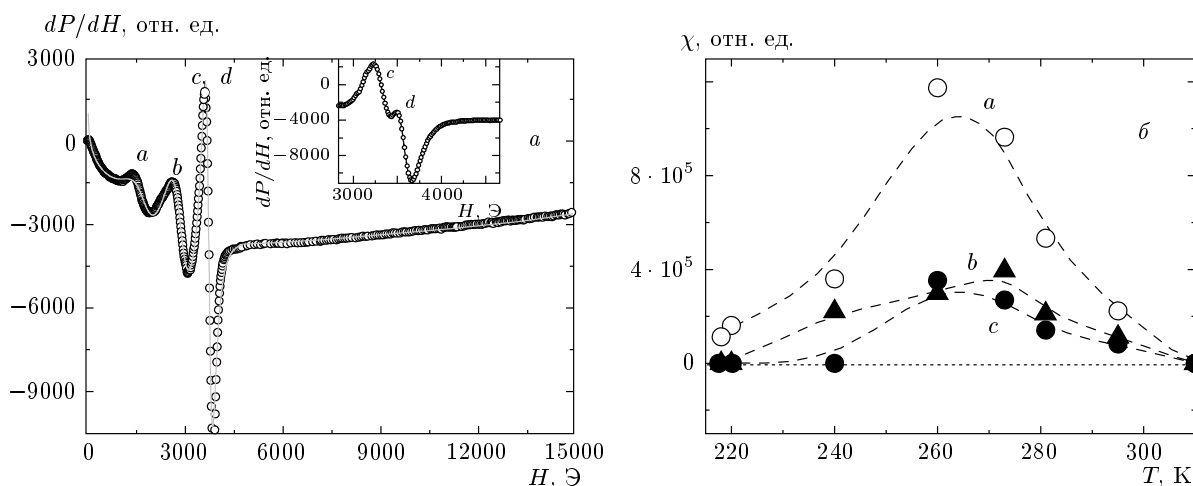 dP/dH, отн. ед.
3000
0
−3000
−6000
−9000
a
b
c
d
а
0 3000 6000 9000 12000 15000
H, Э
dP/dH, отн. ед.
0
−4000
−8000
c
d
3000 4000
H, Э
χ, отн. ед.
б
8 · 10⁵
4 · 10⁵
0
a
b
c
220 240 260 280 300
T, К